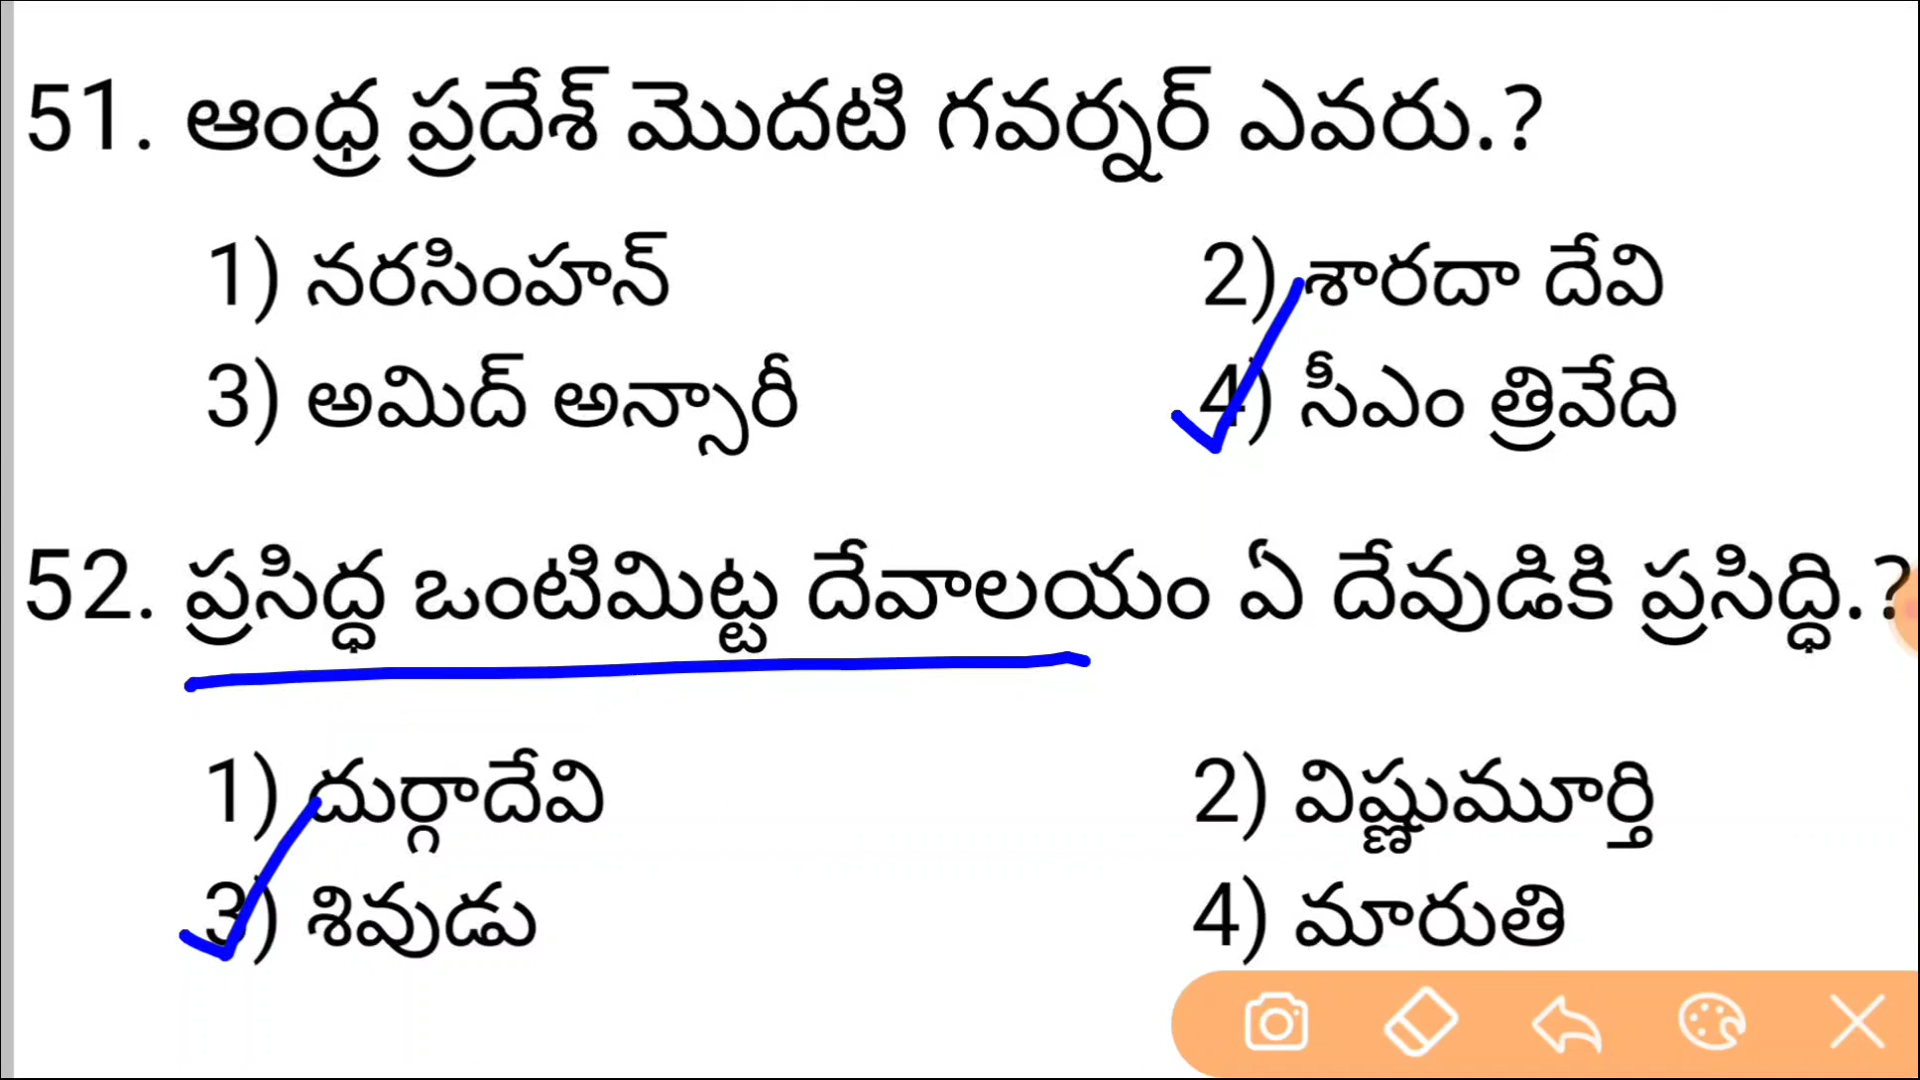 51. ఆంధ్ర ప్రదేశ్ మొదటి గవర్నర్ ఎవరు.?
1) నరసింహన్ 2) శారదా దేవి
3) అమిద్ అన్సారీ 4) సీఎం త్రివేది
52. ప్రసిద్ధ ఒంటిమిట్ట దేవాలయం ఏ దేవుడికి ప్రసిద్ధి.?
1) దుర్గాదేవి 2) విష్ణుమూర్తి
3) శివుడు 4) మారుతి